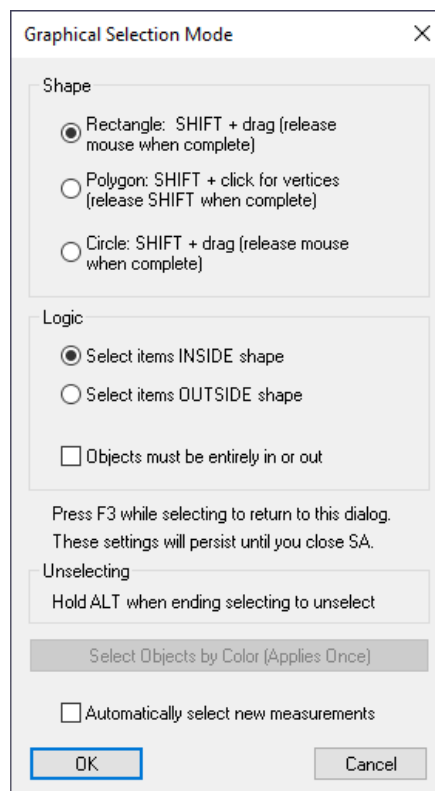 Graphical Selection Mode
Shape
Rectangle:  SHIFT + drag (release
mouse when complete)
Polygon: SHIFT + click for vertices
(release SHIFT when complete)
Circle: SHIFT + drag (release mouse
when complete)
Logic
Select items INSIDE shape
Select items OUTSIDE shape
Objects must be entirely in or out
Press F3 while selecting to return to this dialog.
These settings will persist until you close SA.
Unselecting
Hold ALT when ending selecting to unselect
Select Objects by Color (Applies Once)
Automatically select new measurements
OK
Cancel